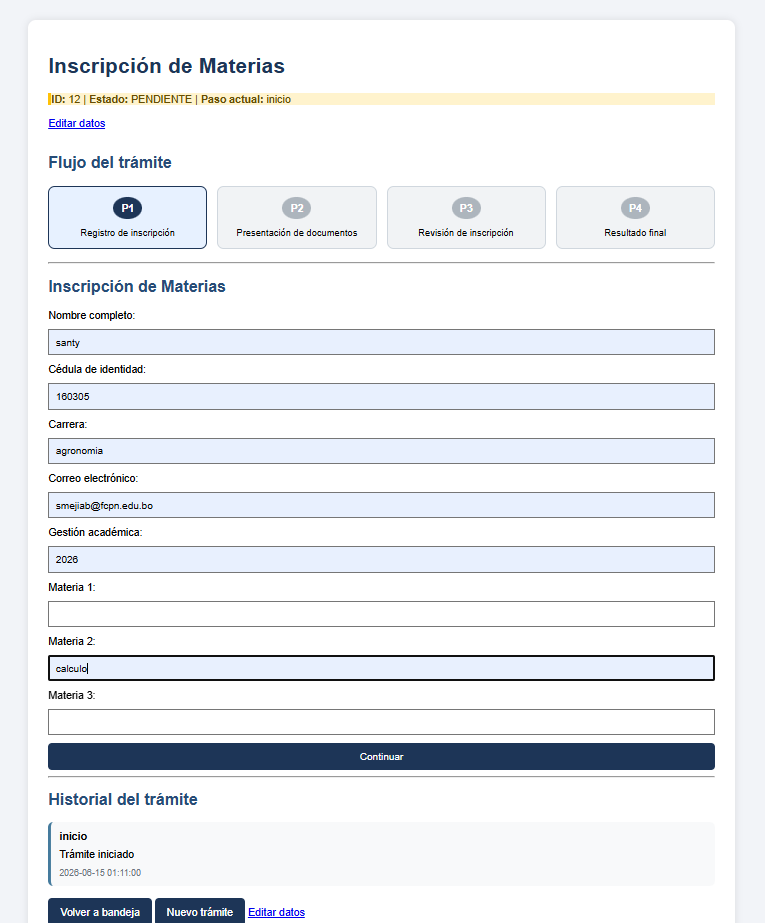 Inscripción de Materias
ID: 12 | Estado: PENDIENTE | Paso actual: inicio
Editar datos
Flujo del trámite
P1
Registro de inscripción
P2
Presentación de documentos
P3
Revisión de inscripción
P4
Resultado final
Inscripción de Materias
Nombre completo:
santy
Cédula de identidad:
160305
Carrera:
agronomia
Correo electrónico:
smejiab@fcpn.edu.bo
Gestión académica:
2026
Materia 1:
Materia 2:
calculo
Materia 3:
Continuar
Historial del trámite
inicio
Trámite iniciado
2026-06-15 01:11:00
Volver a bandeja Nuevo trámite Editar datos